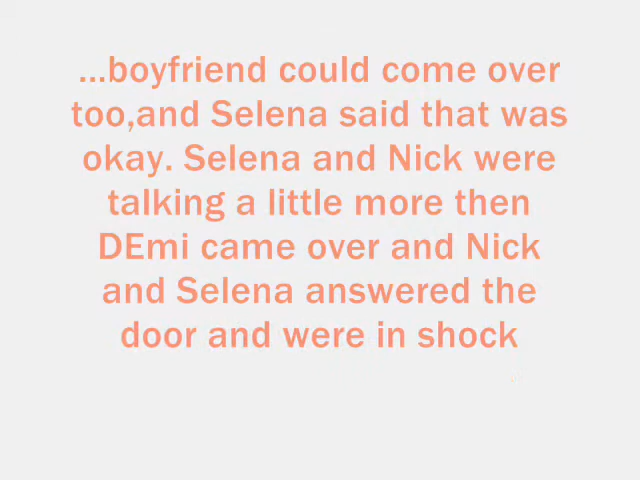 ...boyfriend could come over
too,and Selena said that was
okay. Selena and Nick were
talking a little more then
DEmi came over and Nick
and Selena answered the
door and were in shock